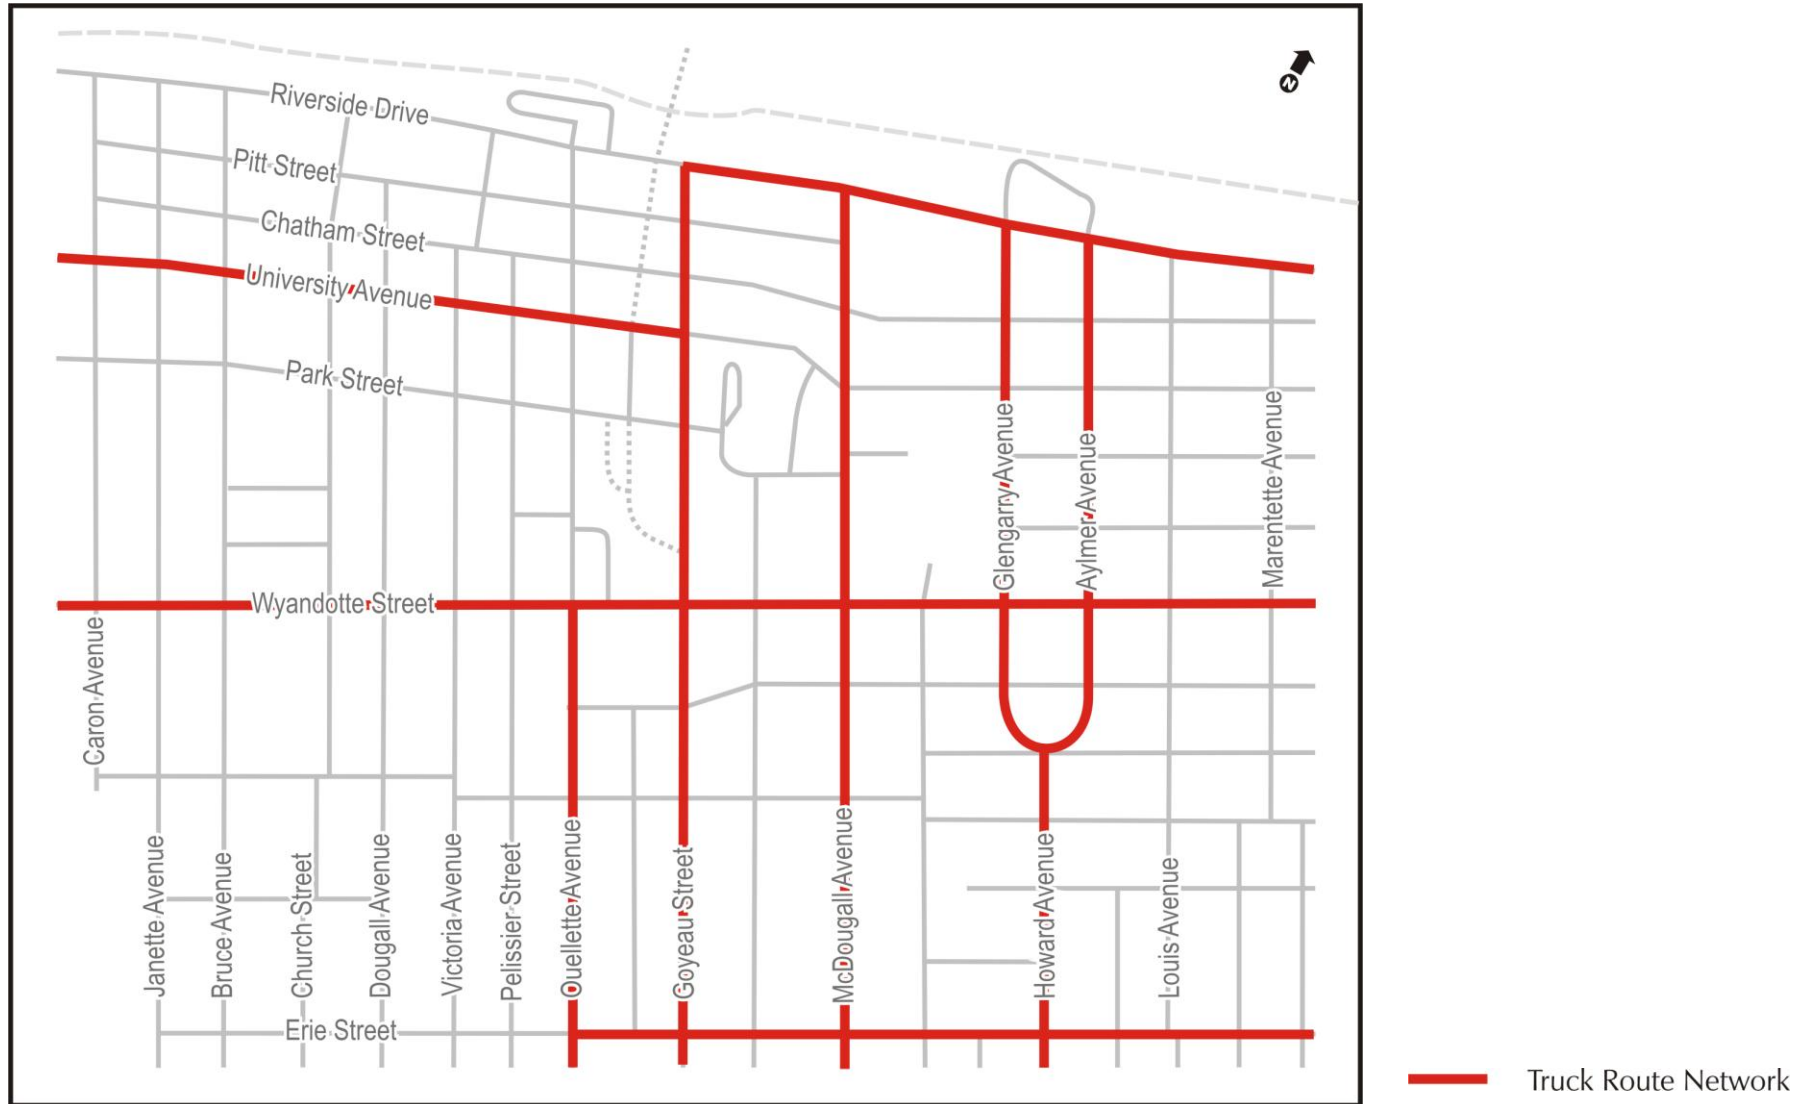 N
Riverside Drive
Pitt Street
Chatham Street
University Avenue
Park Street
Glengarry Avenue
Aylmer Avenue
Marentette Avenue
Wyandotte Street
Caron Avenue
Janette Avenue
Bruce Avenue
Church Street
Dougall Avenue
Victoria Avenue
Pelissier Street
Ouellette Avenue
Goyeau Street
McDougall Avenue
Howard Avenue
Louis Avenue
Erie Street
Truck Route Network